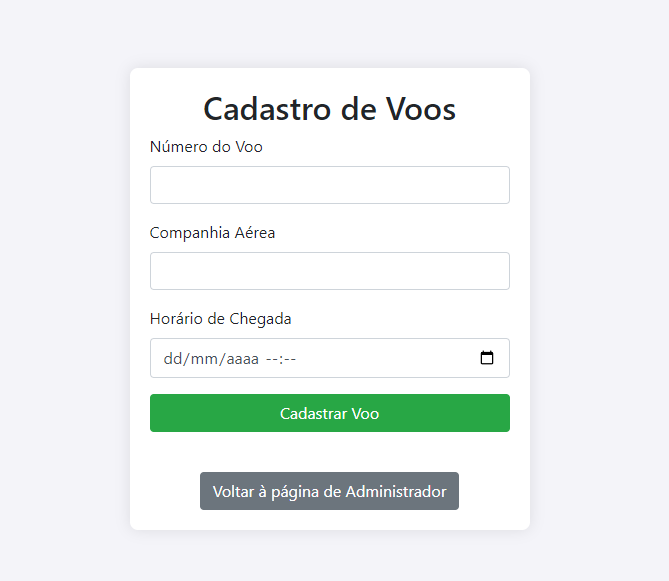 Cadastro de Voos
Número do Voo
Companhia Aérea
Horário de Chegada
dd/mm/aaaa --:--
Cadastrar Voo
Voltar à página de Administrador